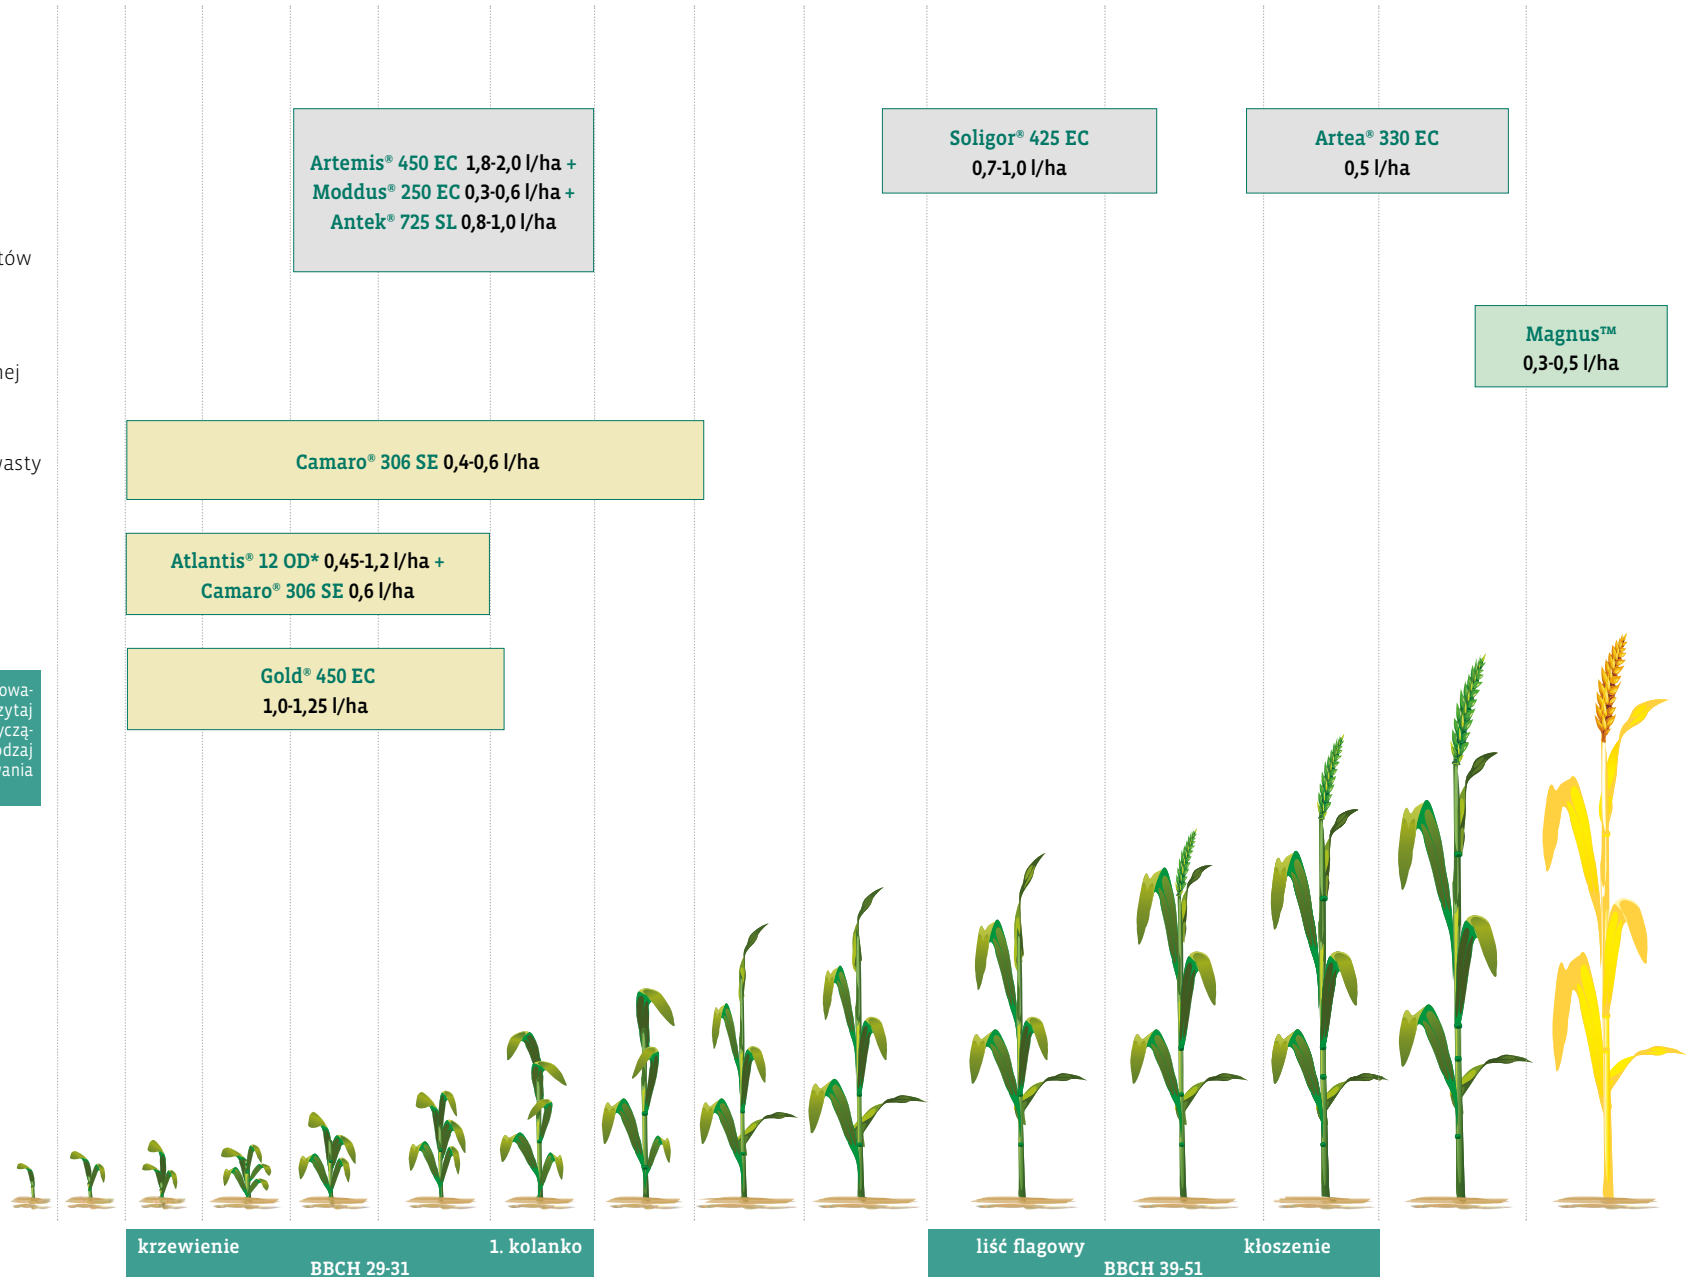 Artemis® 450 EC 1,8-2,0 l/ha +
Moddus® 250 EC 0,3-0,6 l/ha +
Antek® 725 SL 0,8-1,0 l/ha
Soligor® 425 EC
0,7-1,0 l/ha
Artea® 330 EC
0,5 l/ha
Magnus™
0,3-0,5 l/ha
Camaro® 306 SE 0,4-0,6 l/ha
Atlantis® 12 OD* 0,45-1,2 l/ha +
Camaro® 306 SE 0,6 l/ha
Gold® 450 EC
1,0-1,25 l/ha
krzewienie 1. kolanko
BBCH 29-31
liść flagowy kłoszenie
BBCH 39-51